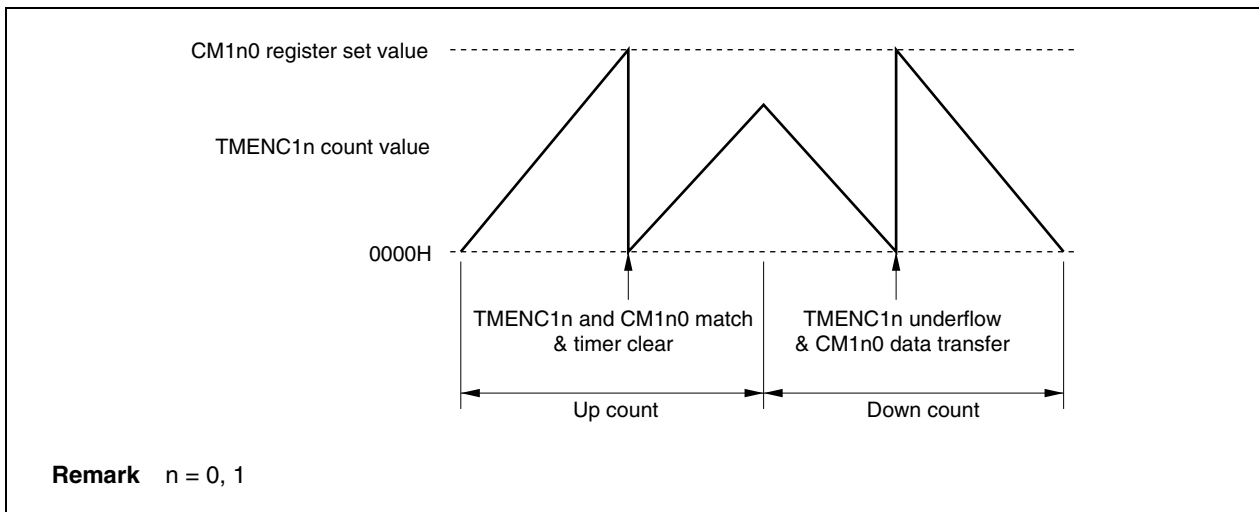 CM1n0 register set value
TMENC1n count value
0000H
TMENC1n and CM1n0 match
& timer clear
TMENC1n underflow
& CM1n0 data transfer
Up count
Down count
Remark n = 0, 1